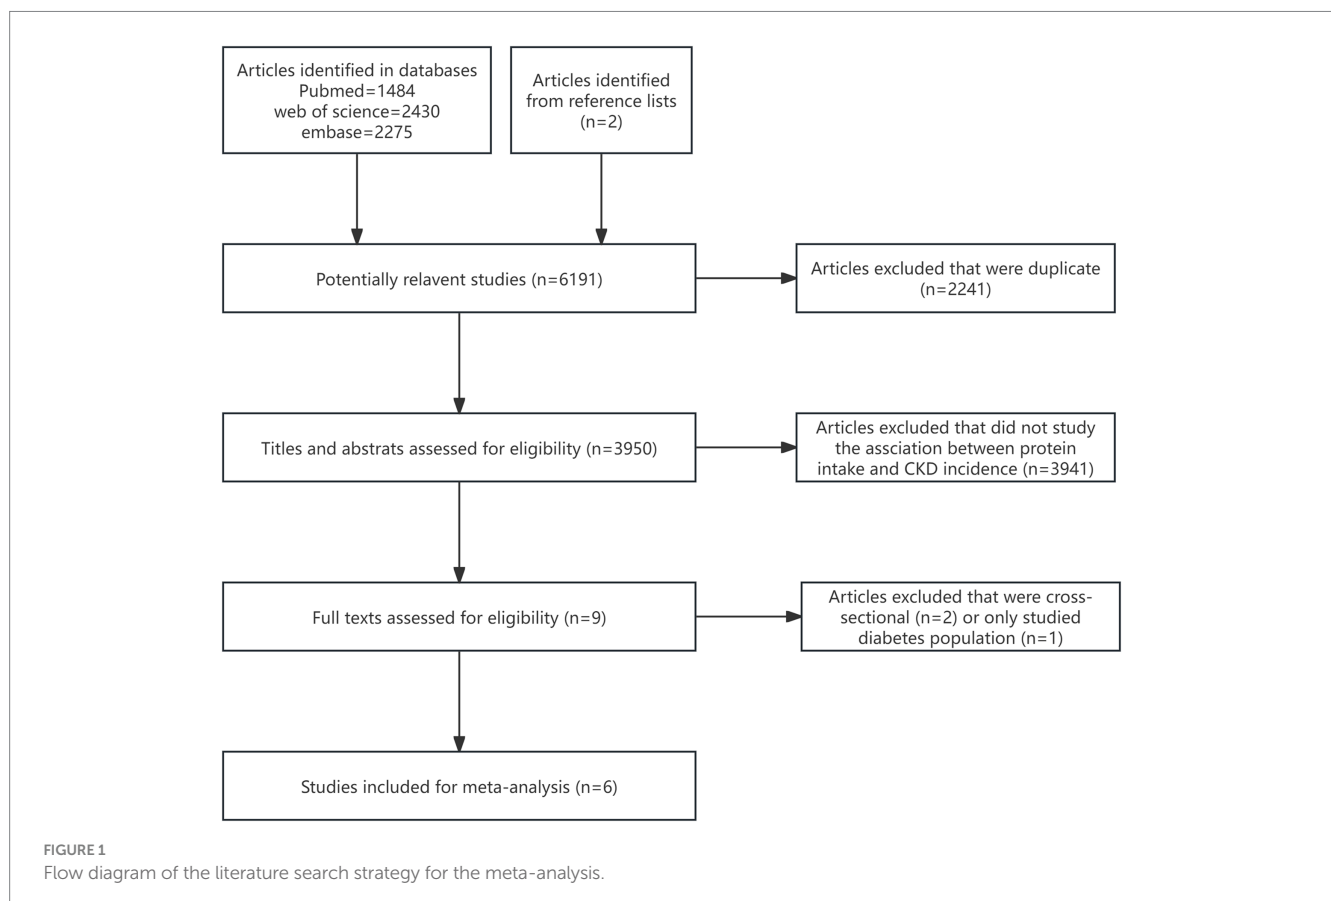 Articles identified in databases
Pubmed=1484
web of science=2430
embase=2275
Articles identified
from reference lists
(n=2)
Potentially relavent studies (n=6191)
Articles excluded that were duplicate
(n=2241)
Titles and abstrats assessed for eligibility (n=3950)
Articles excluded that did not study
the assciation between protein
intake and CKD incidence (n=3941)
Full texts assessed for eligibility (n=9)
Articles excluded that were cross-
sectional (n=2) or only studied
diabetes population (n=1)
Studies included for meta-analysis (n=6)
FIGURE 1
Flow diagram of the literature search strategy for the meta-analysis.